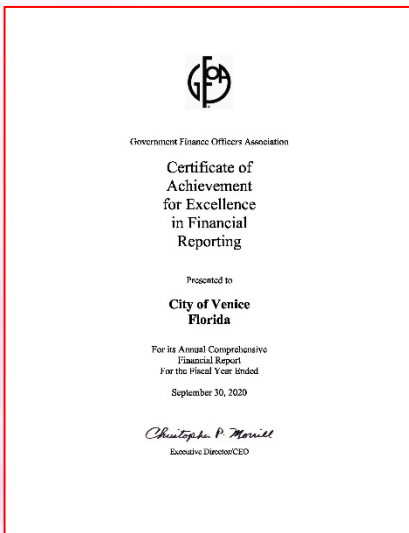 GFOA
Government Finance Officers Association
Certificate of
Achievement
for Excellence
in Financial
Reporting
Presented to
City of Venice
Florida
For its Annual Comprehensive
Financial Report
For the Fiscal Year Ended
September 30, 2020
Christopher P. Morrill
Executive Director/CEO